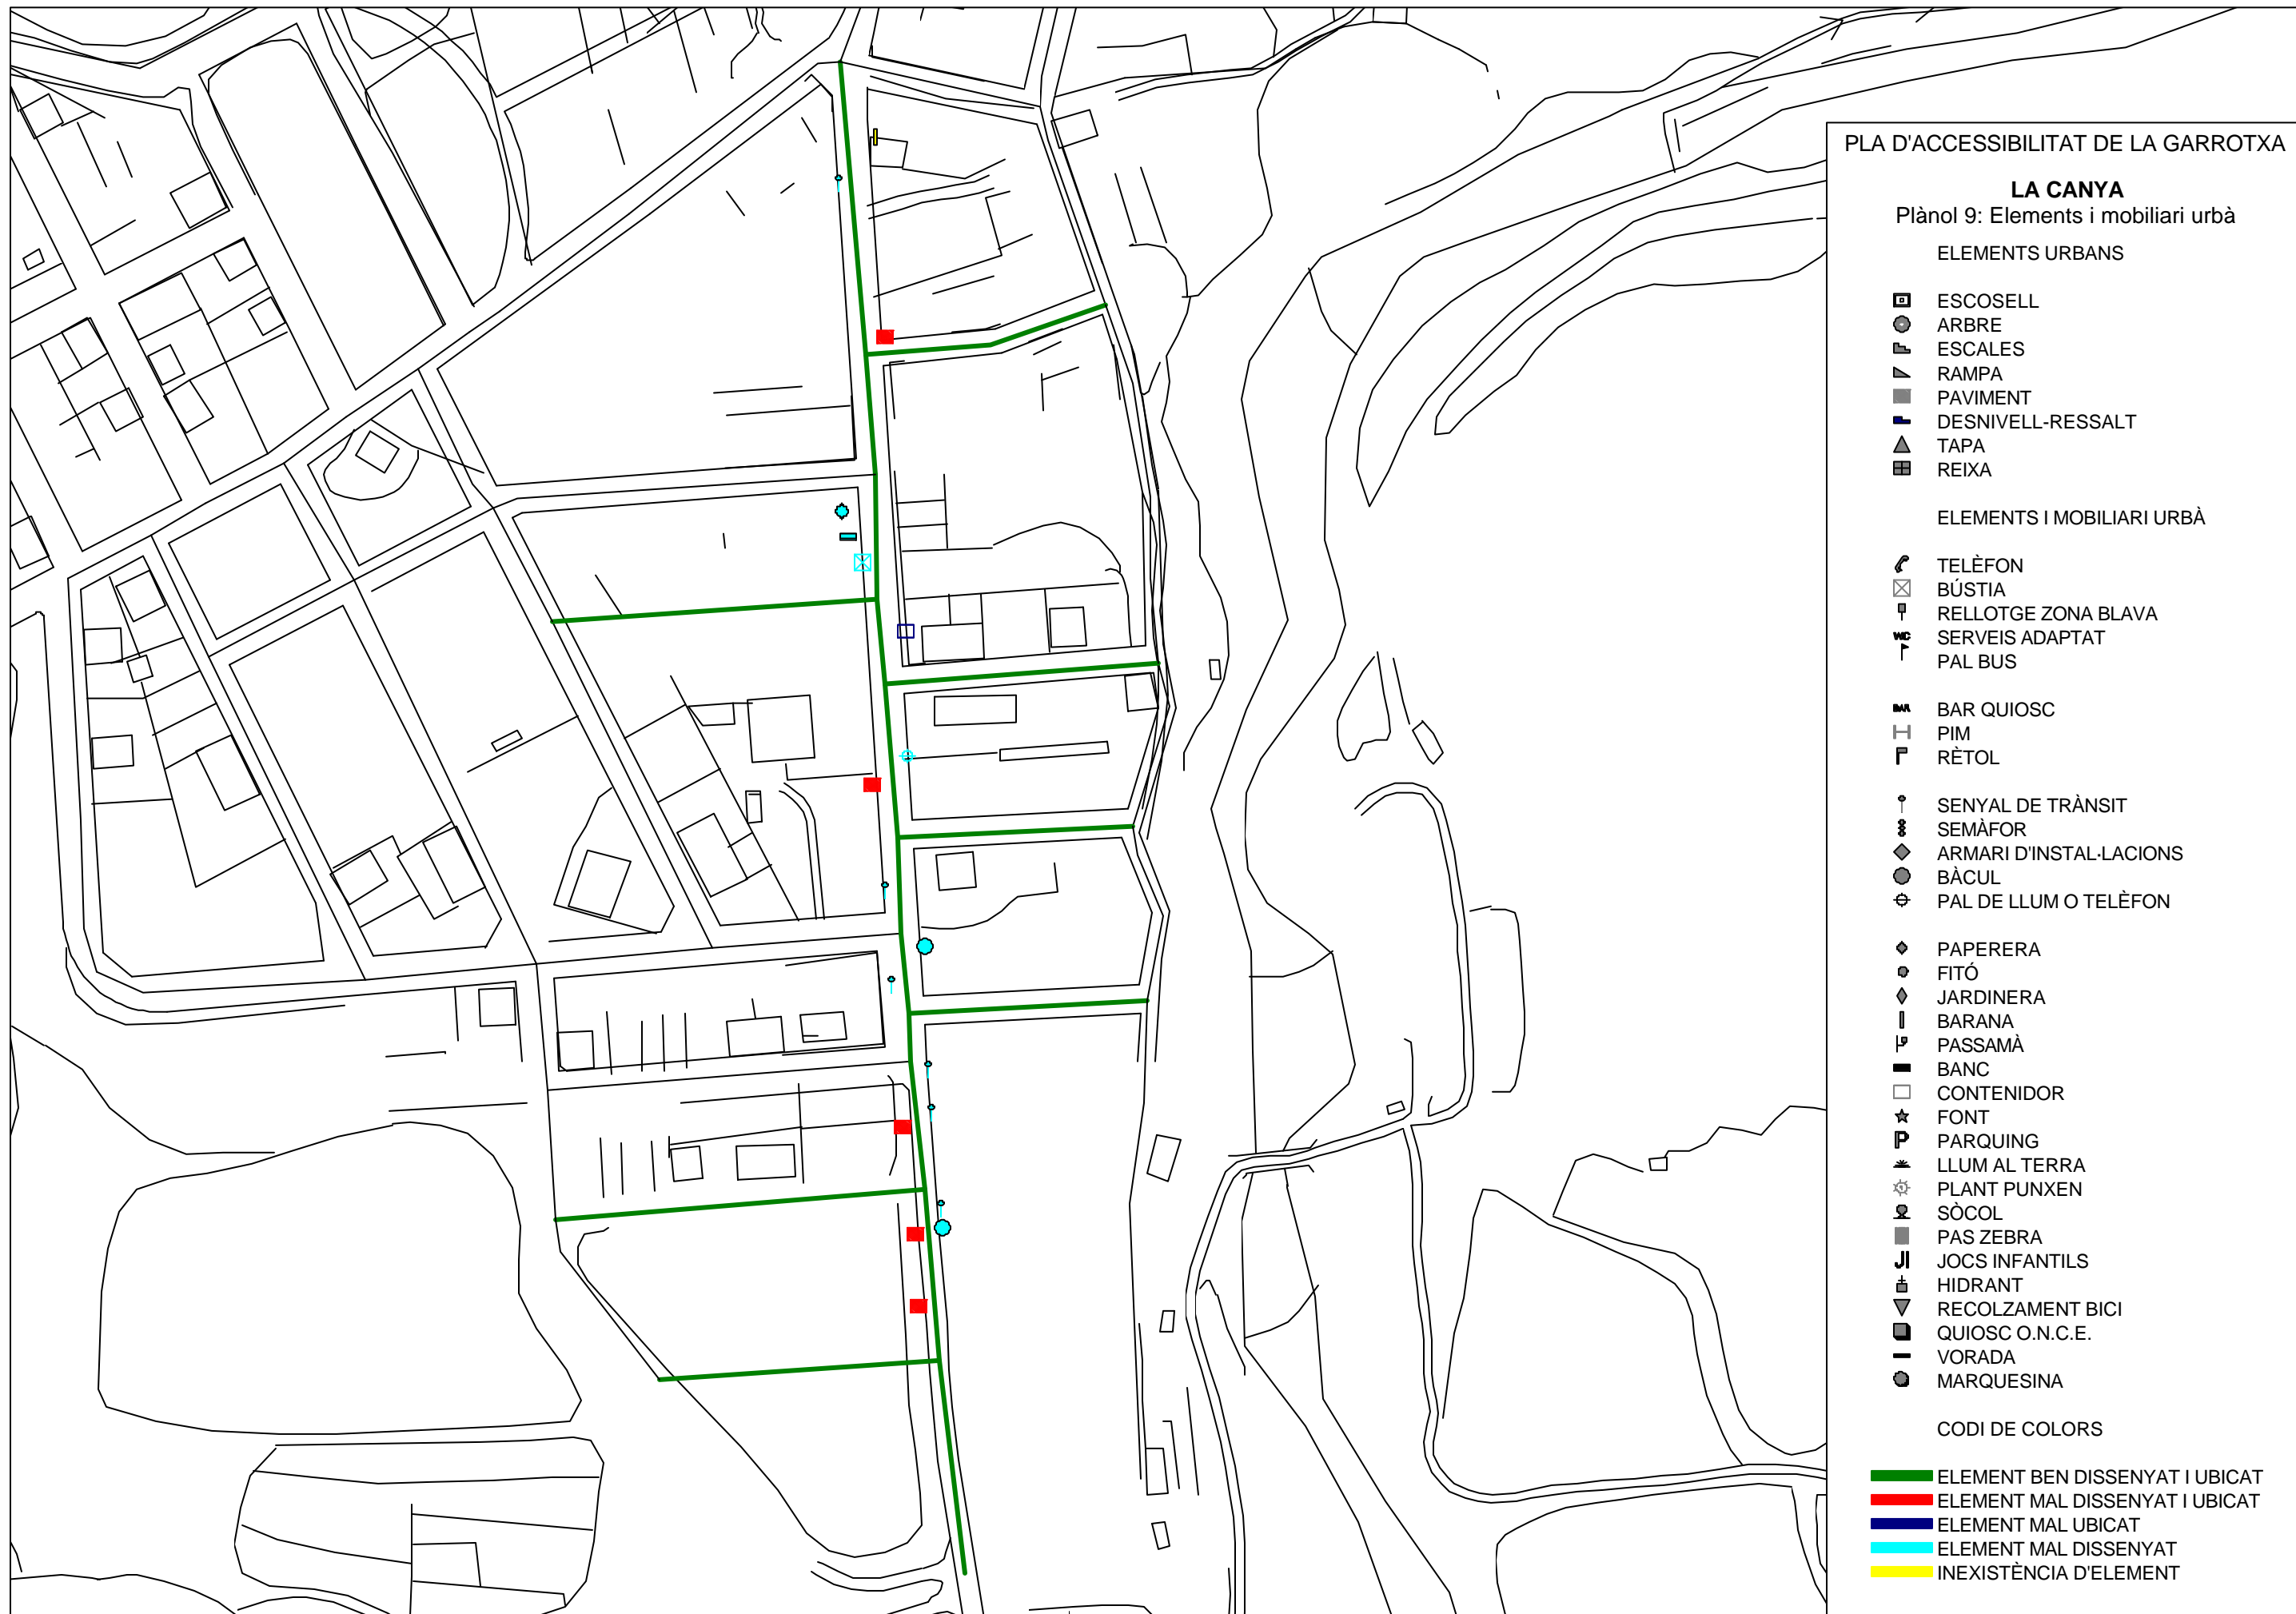 PLA D'ACCESSIBILITAT DE LA GARROTXA
LA CANYA
Plànol 9: Elements i mobiliari urbà
ELEMENTS URBANS
ESCOSELL
ARBRE
ESCALES
RAMPA
PAVIMENT
DESNIVELL-RESSALT
TAPA
REIXA
ELEMENTS I MOBILIARI URBÀ
TELÈFON
BÚSTIA
RELLOTGE ZONA BLAVA
WC SERVEIS ADAPTAT
PAL BUS
BAR BAR QUIOSC
PIM
RÈTOL
SENYAL DE TRÀNSIT
SEMÀFOR
ARMARI D'INSTAL·LACIONS
BÀCUL
PAL DE LLUM O TELÈFON
PAPERERA
FITÓ
JARDINERA
BARANA
PASSAMÀ
BANC
CONTENIDOR
FONT
P PARQUING
LLUM AL TERRA
PLANT PUNXEN
SÒCOL
PAS ZEBRA
JI JOCS INFANTILS
HIDRANT
RECOLZAMENT BICI
QUIOSC O.N.C.E.
VORADA
MARQUESINA
CODI DE COLORS
ELEMENT BEN DISSENYAT I UBICAT
ELEMENT MAL DISSENYAT I UBICAT
ELEMENT MAL UBICAT
ELEMENT MAL DISSENYAT
INEXISTÈNCIA D'ELEMENT